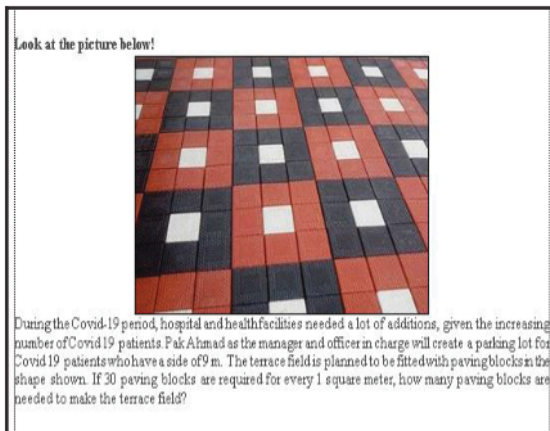 Look at the picture below!
During the Covid-19 period, hospital and health facilities needed a lot of additions, given the increasing
number of Covid 19 patients. Pak Ahmad as the manager and officer in charge will create a parking lot for
Covid 19 patients who have a side of 9 m. The terrace field is planned to be fitted with paving blocks in the
shape shown. If 30 paving blocks are required for every 1 square meter, how many paving blocks are
needed to make the terrace field?